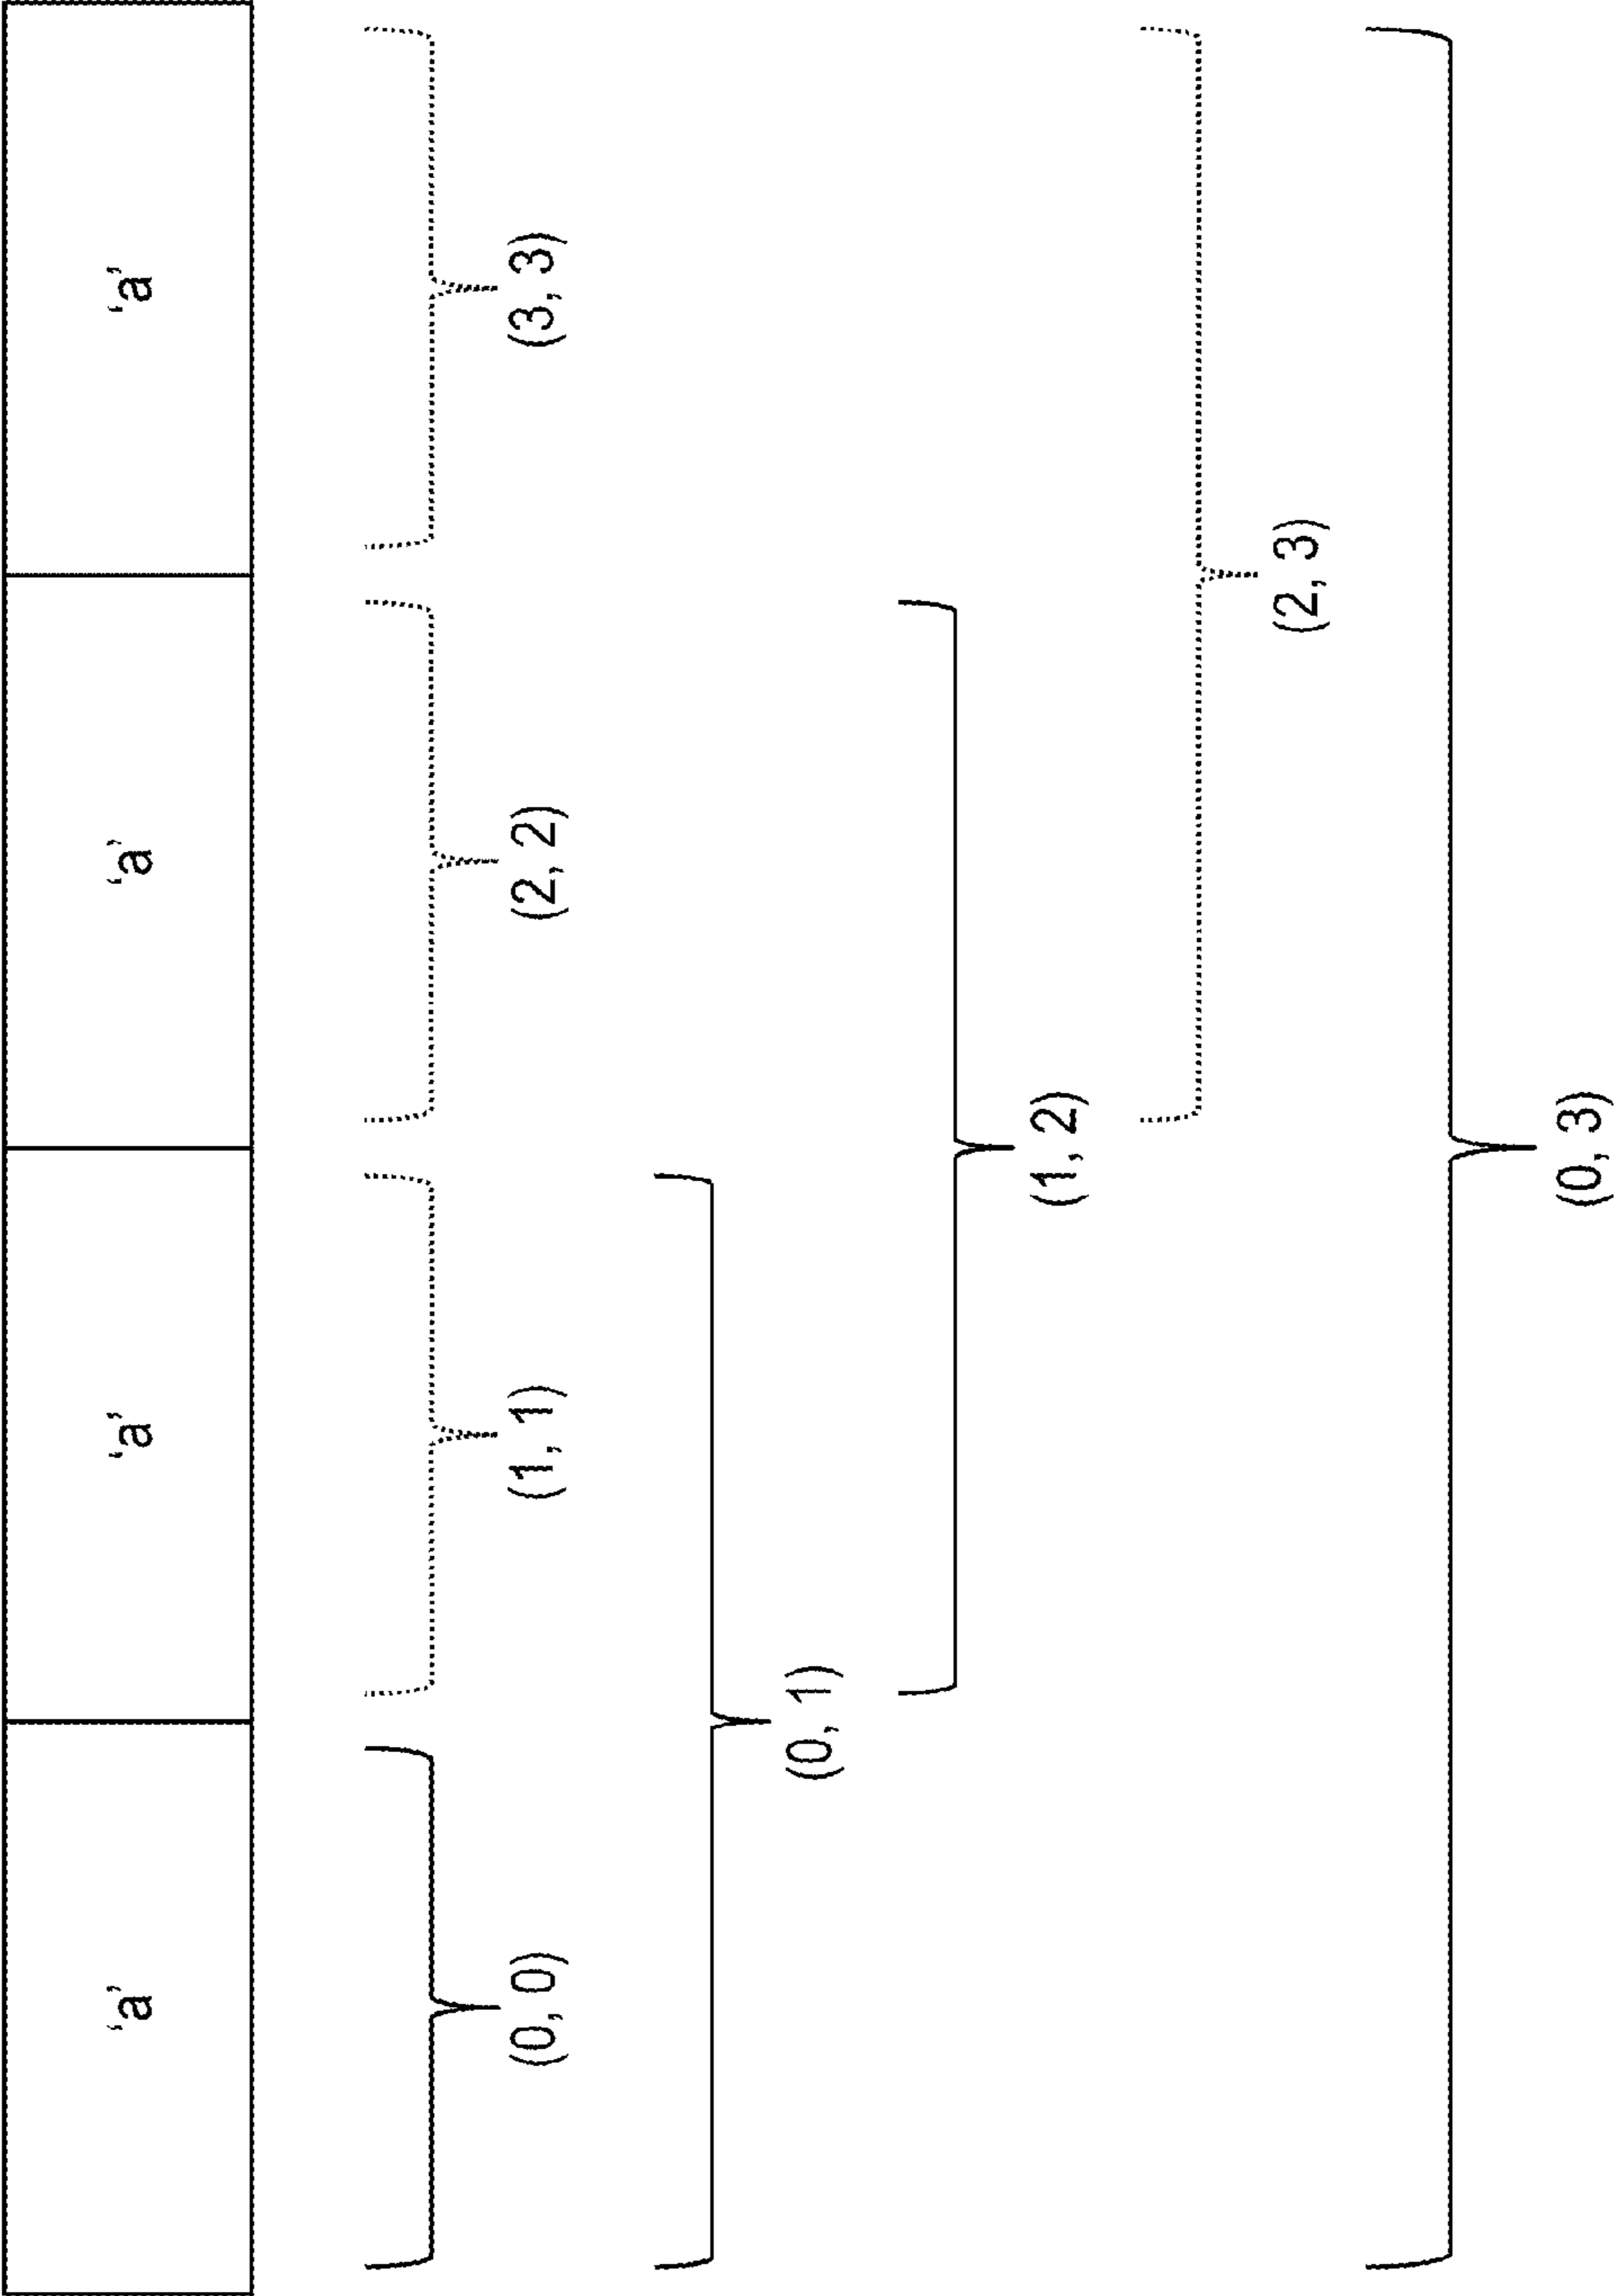 ‘a’ ‘a’ ‘a’ ‘a’
(0, 0) (1, 1) (2, 2) (3, 3)
(0, 1)
(1, 2)
(2, 3)
(0, 3)